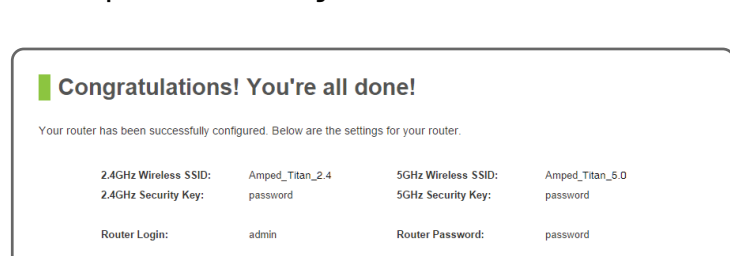 Congratulations! You're all done!
Your router has been successfully configured. Below are the settings for your router.
2.4GHz Wireless SSID: Amped_Titan_2.4 5GHz Wireless SSID: Amped_Titan_5.0
2.4GHz Security Key: password 5GHz Security Key: password
Router Login: admin Router Password: password